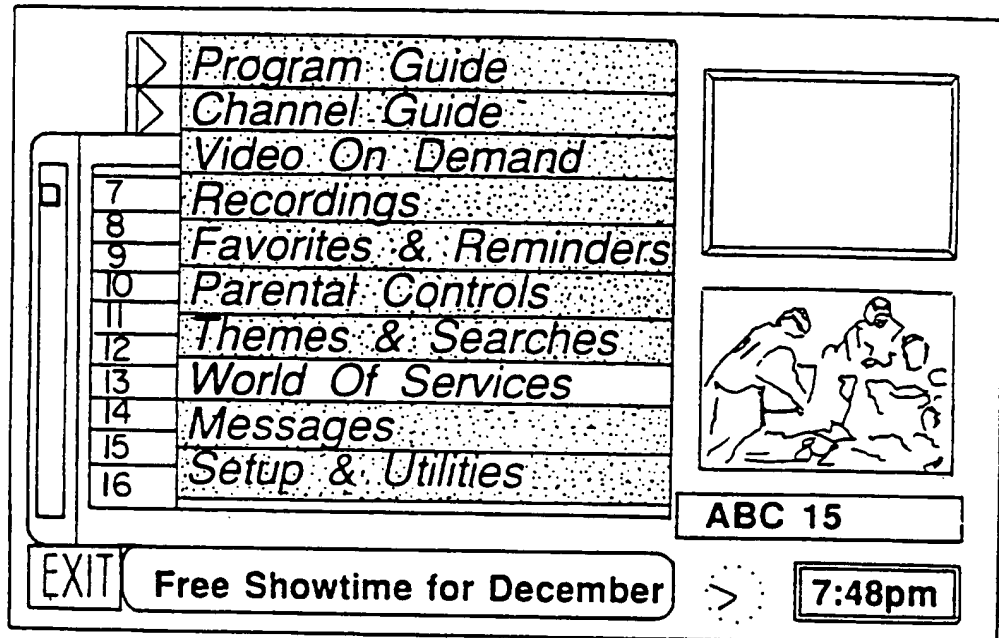 Program Guide
Channel Guide
Video On Demand
7 Recordings
8
9 Favorites & Reminders
10 Parental Controls
11
12 Themes & Searches
13 World Of Services
14 Messages
15
16 Setup & Utilities
ABC 15
EXIT Free Showtime for December 7:48pm